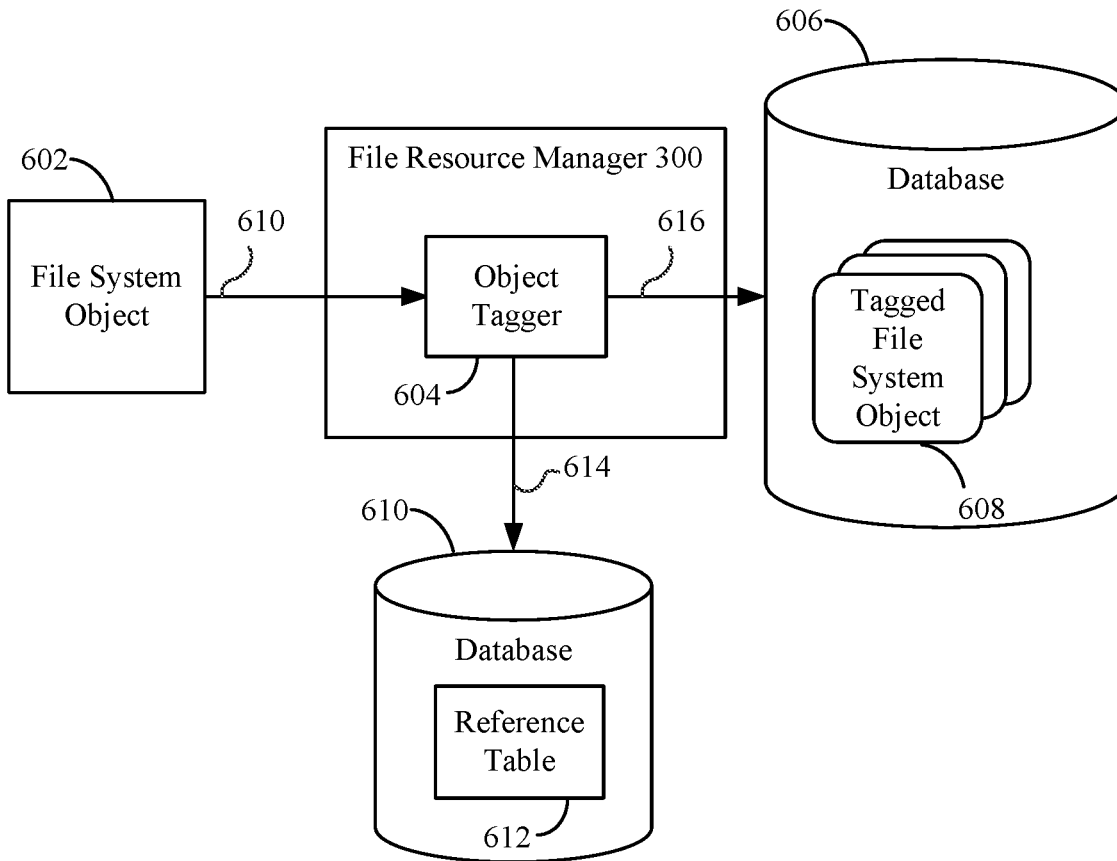 606
602
File Resource Manager 300
Database
610
616
File System
Object
Object
Tagger
Tagged
File
System
Object
604
608
614
610
Database
Reference
Table
612